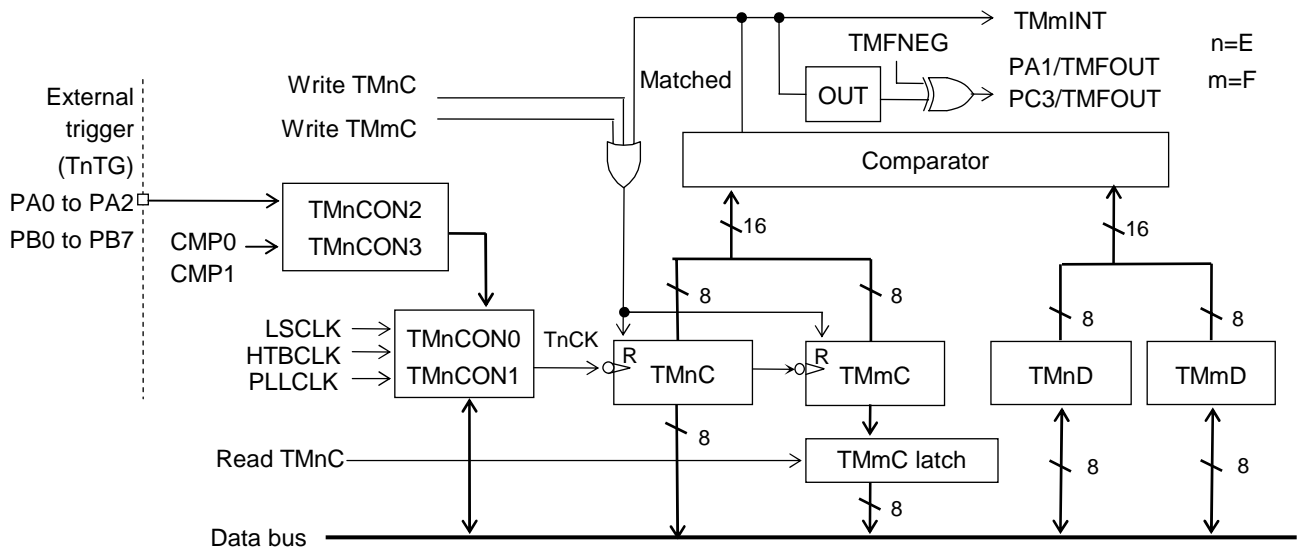 TMmINT
TMFNEG
n=E
PA1/TMFOUT
Write TMnC
Matched
m=F
OUT
PC3/TMFOUT
External
trigger
(TnTG)
PA0 to PA2
PB0 to PB7
Write TMmC
Comparator
TMnCON2
TMnCON3
CMP0
CMP1
16
16
8
8
8
8
LSCLK
HTBCLK
PLLCLK
TMnCON0
TMnCON1
TnCK
R
TMnC
R
TMmC
TMnD
TMmD
8
Read TMnC
TMmC latch
8
8
8
Data bus